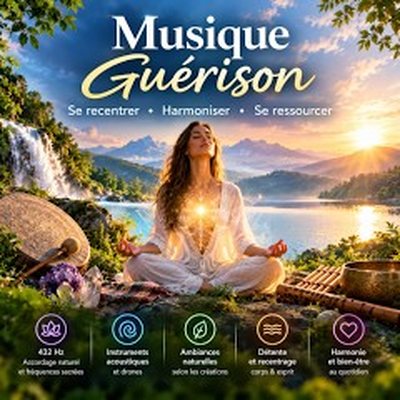 Musique
Guérison
Se recentrer • Harmoniser • Se ressourcer
432 Hz
Accordage naturel
et fréquences sacrées
Instruments
acoustiques
et drones
Ambiances
naturelles
selon les créations
Détente
et recentrage
corps & esprit
Harmonie
et bien-être
au quotidien